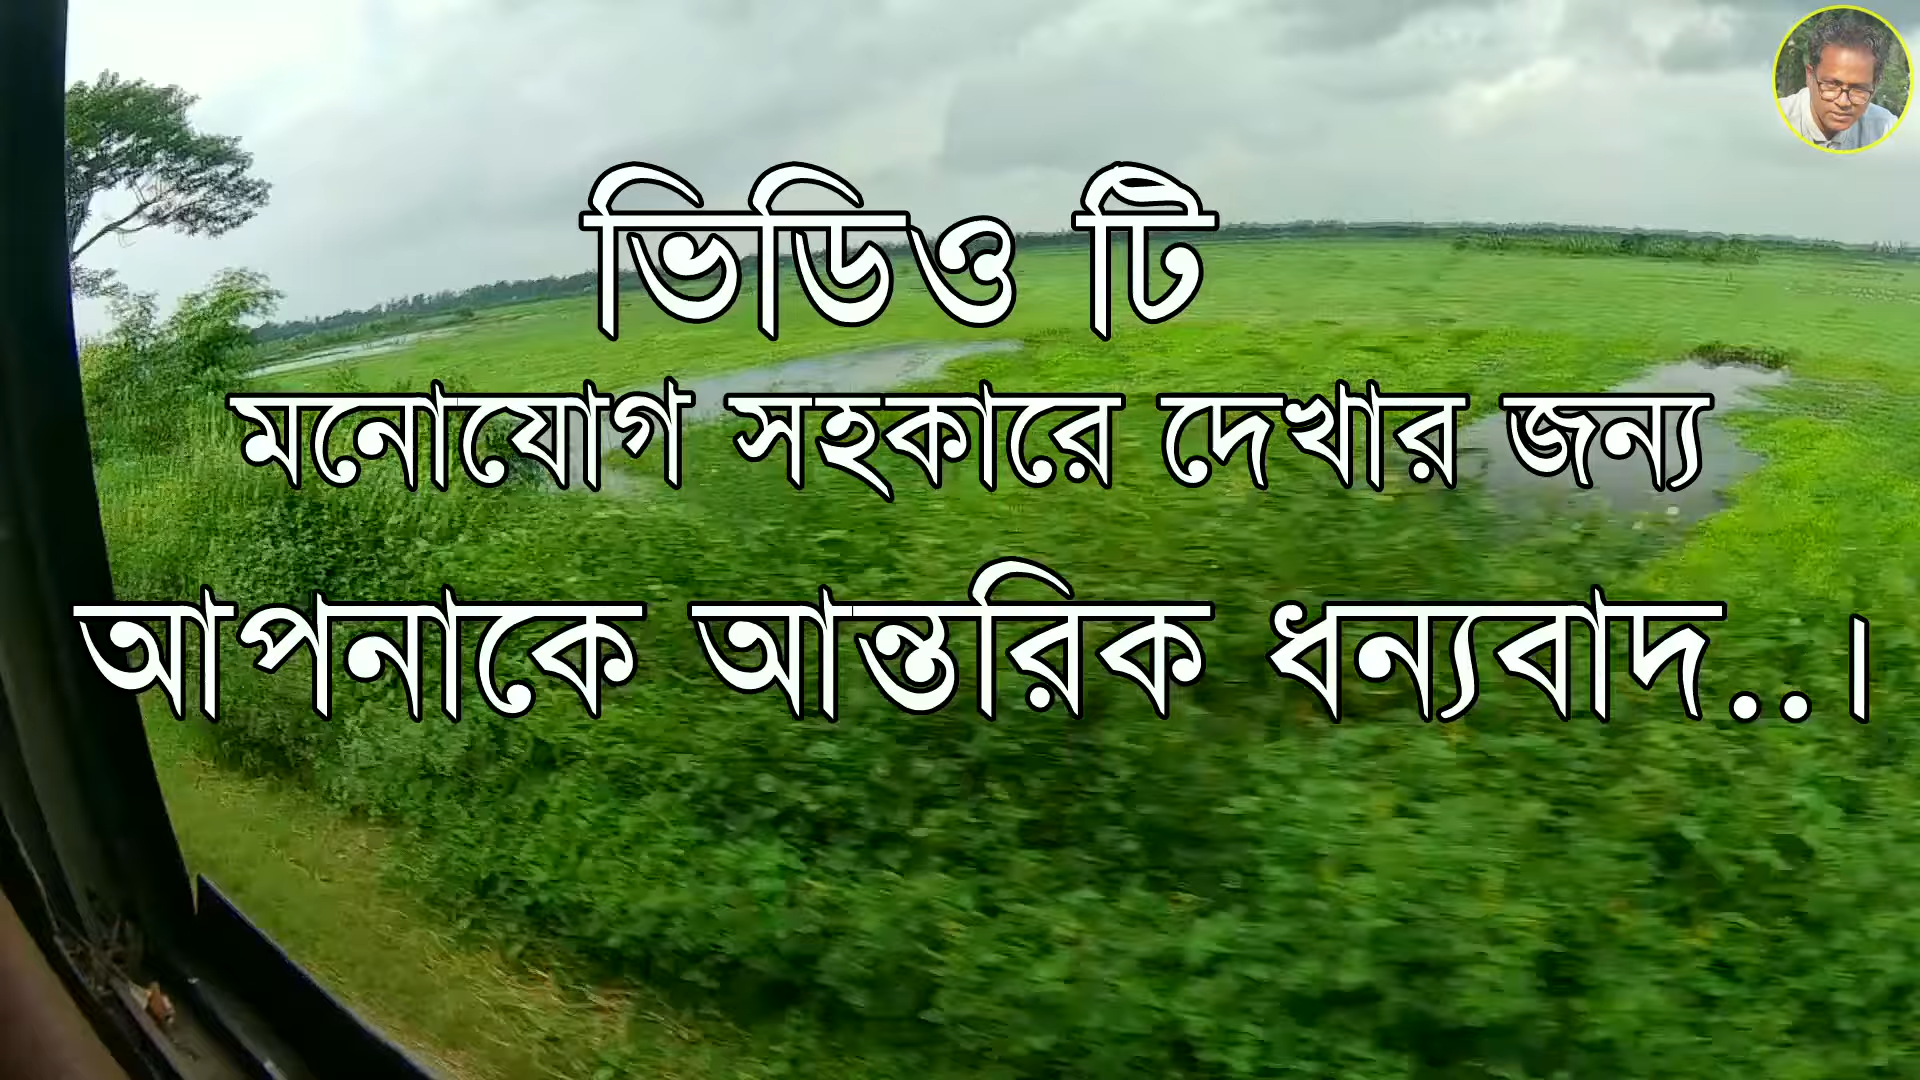 ভিডিও টি
মনোযোগ সহকারে দেখার জন্য
আপনাকে আন্তরিক ধন্যবাদ..।